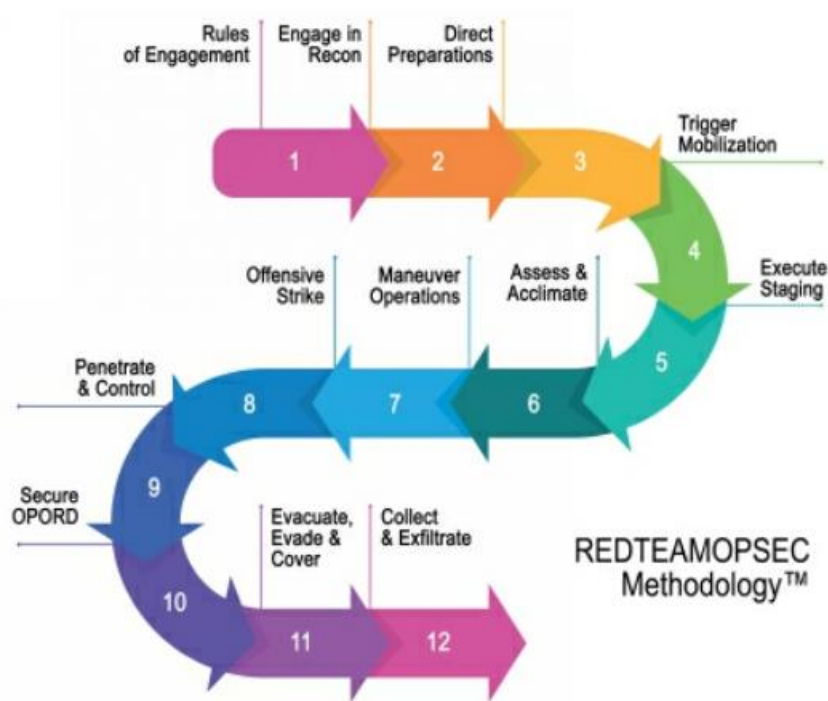 Rules
of Engagement
Engage in
Recon
Direct
Preparations
1
2
3
Trigger
Mobilization
4
Execute
Staging
5
Assess &
Acclimate
6
Maneuver
Operations
7
Offensive
Strike
8
Penetrate
& Control
9
Secure
OPORD
10
Evacuate,
Evade &
Cover
11
Collect
& Exfiltrate
12
REDTEAMOPSEC
Methodology™